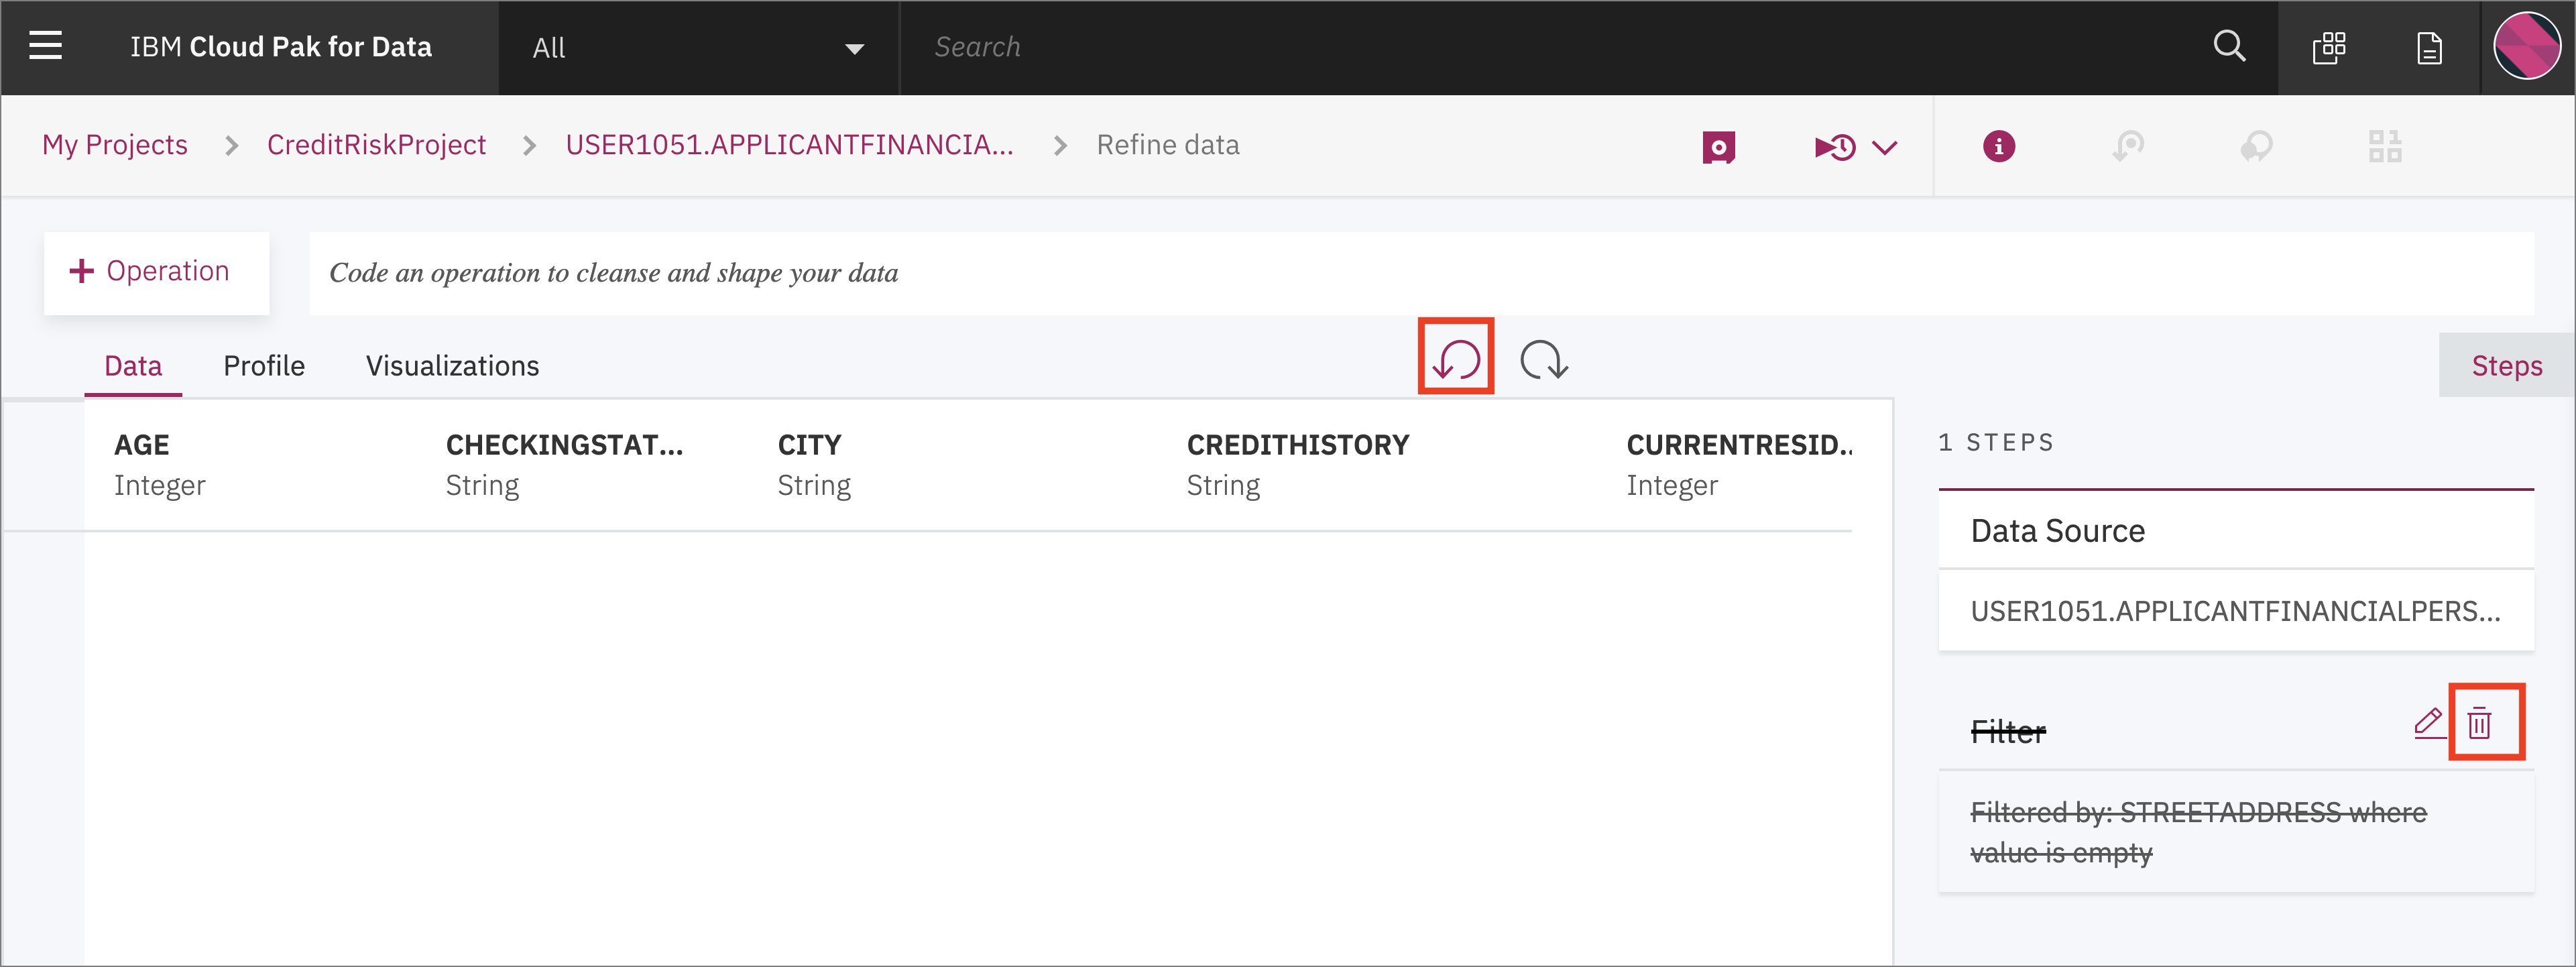 IBM Cloud Pak for Data
All
Search
My Projects > CreditRiskProject > USER1051.APPLICANTFINANCIA... > Refine data
+ Operation
Code an operation to cleanse and shape your data
Data Profile Visualizations
Steps
AGE CHECKINGSTAT... CITY CREDITHISTORY CURRENTRESID..
Integer String String String Integer
1 STEPS
Data Source
USER1051.APPLICANTFINANCIALPERS...
Filter
Filtered by: STREETADDRESS where
value is empty